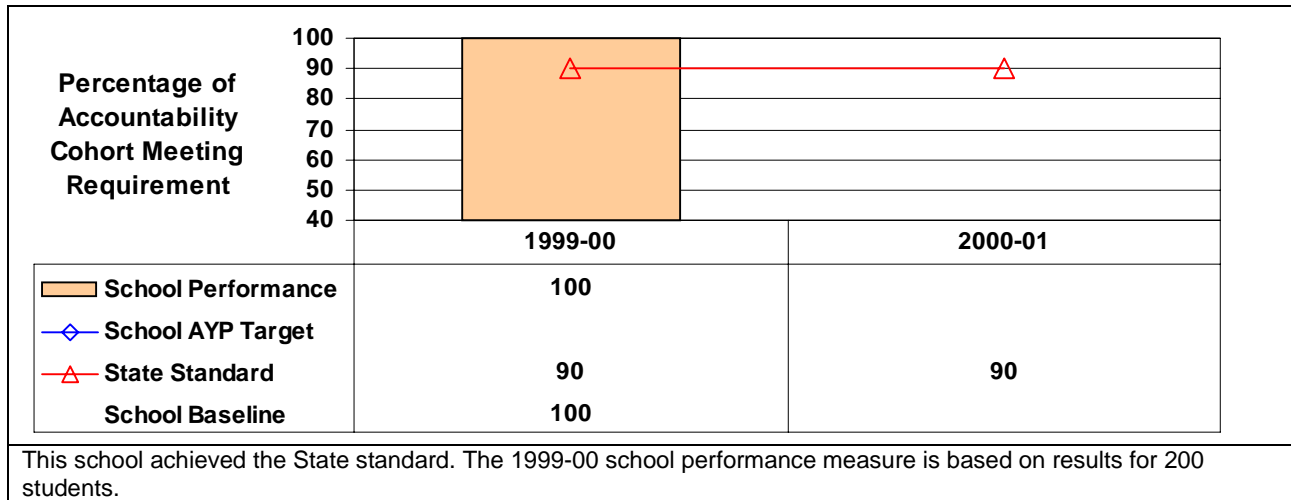 Percentage of
Accountability
Cohort Meeting
Requirement
100
90
80
70
60
50
40
1999-00 2000-01
School Performance 100
School AYP Target
State Standard 90 90
School Baseline 100
This school achieved the State standard. The 1999-00 school performance measure is based on results for 200
students.